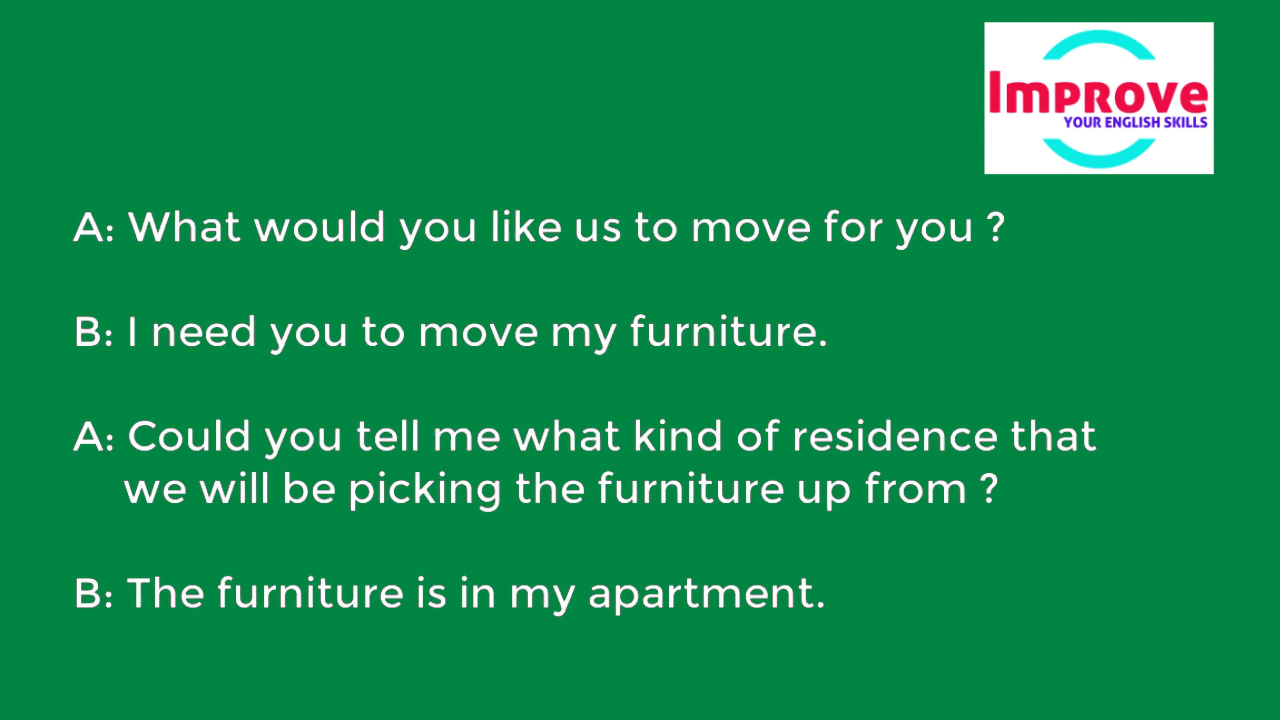 Improve
YOUR ENGLISH SKILLS
A: What would you like us to move for you ?
B: I need you to move my furniture.
A: Could you tell me what kind of residence that
we will be picking the furniture up from ?
B: The furniture is in my apartment.